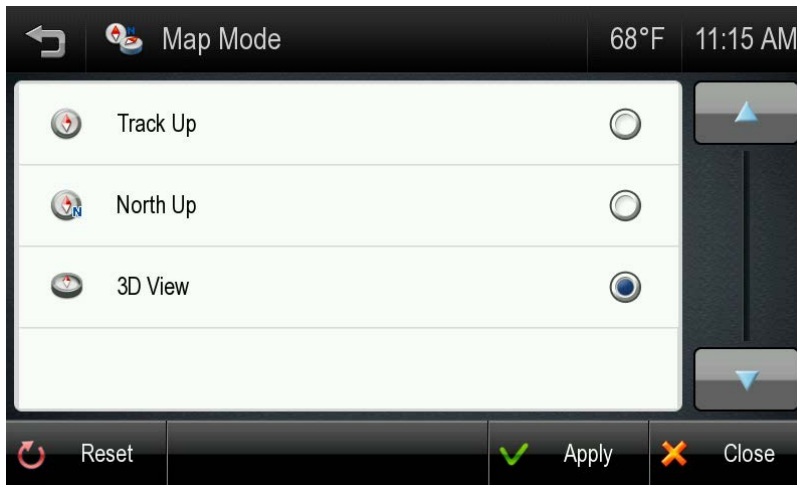 Map Mode 68°F 11:15 AM
Track Up
North Up
3D View
Reset Apply Close